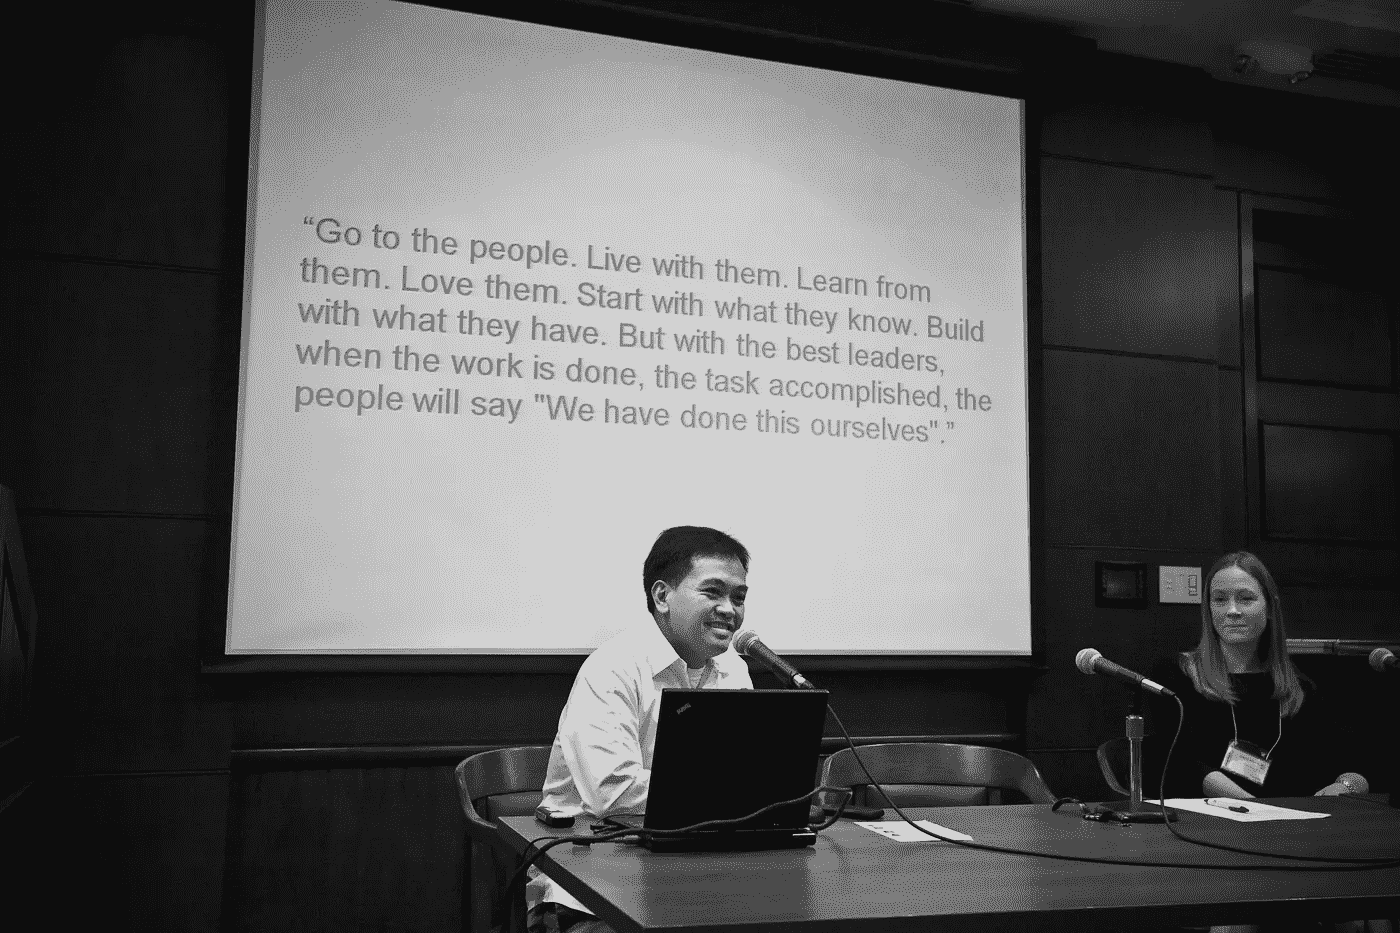 “Go to the people. Live with them. Learn from
them. Love them. Start with what they know. Build
with what they have. But with the best leaders,
when the work is done, the task accomplished, the
people will say "We have done this ourselves".”